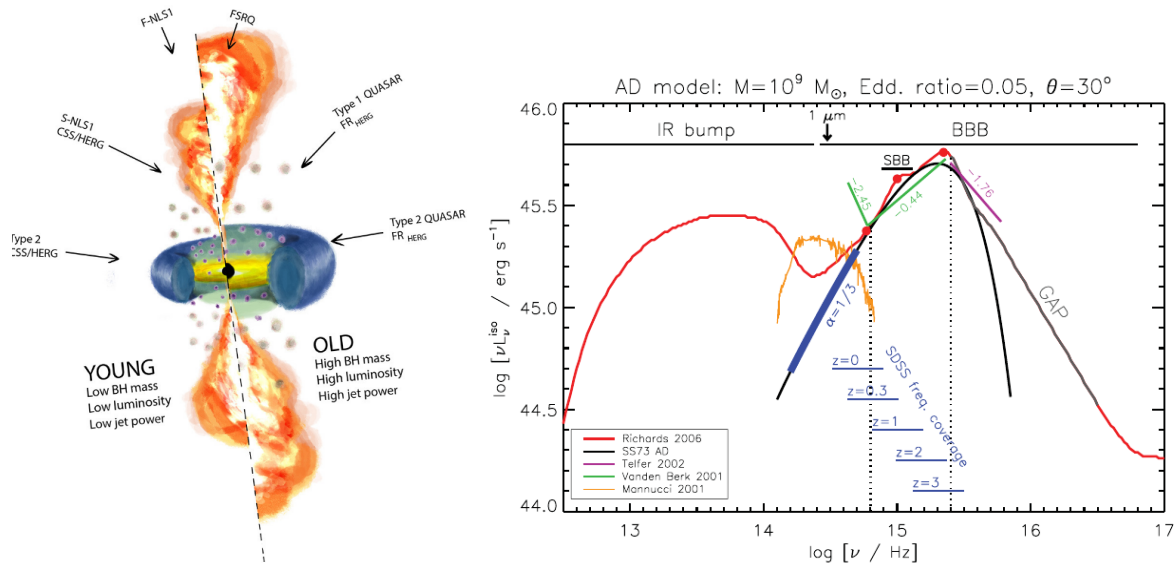 F-NLS1
FSRQ
Type 1 QUASAR
FR HERG
S-NLS1
CSS/HERG
Type 2 QUASAR
FR HERG
Type 2
CSS/HERG
YOUNG
Low BH mass
Low luminosity
Low jet power
OLD
High BH mass
High luminosity
High jet power
AD model: M=10⁹ M☉, Edd. ratio=0.05, θ=30°
1 μm
IR bump
BBB
SBB
-2.45
-0.44
-1.76
α=1/3
GAP
SDSS freq. coverage
z=0
z=0.3
z=1
z=2
z=3
Richards 2006
SS73 AD
Telfer 2002
Vanden Berk 2001
Mannucci 2001
46.0
45.5
45.0
44.5
44.0
log [νLν^iso / erg s⁻¹]
13
14
15
16
17
log [ν / Hz]